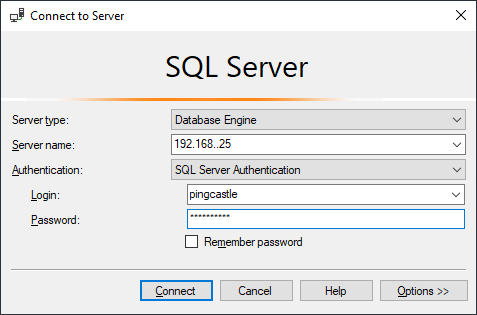 Connect to Server
SQL Server
Server type: Database Engine
Server name: 192.168..25
Authentication: SQL Server Authentication
Login: pingcastle
Password: **********
Remember password
Connect Cancel Help Options >>